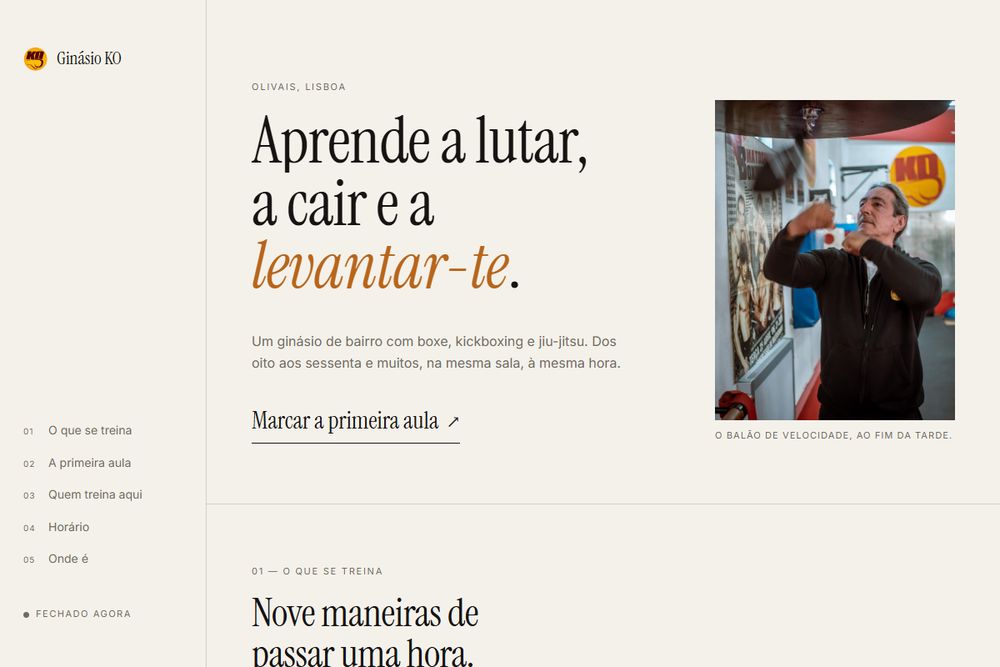 KO Ginásio KO
01 O que se treina
02 A primeira aula
03 Quem treina aqui
04 Horário
05 Onde é
FECHADO AGORA
OLIVAIS, LISBOA
Aprende a lutar,
a cair e a
levantar-te.
Um ginásio de bairro com boxe, kickboxing e jiu-jitsu. Dos
oito aos sessenta e muitos, na mesma sala, à mesma hora.
Marcar a primeira aula ↗
KO
O BALÃO DE VELOCIDADE, AO FIM DA TARDE.
01 — O QUE SE TREINA
Nove maneiras de
passar uma hora.